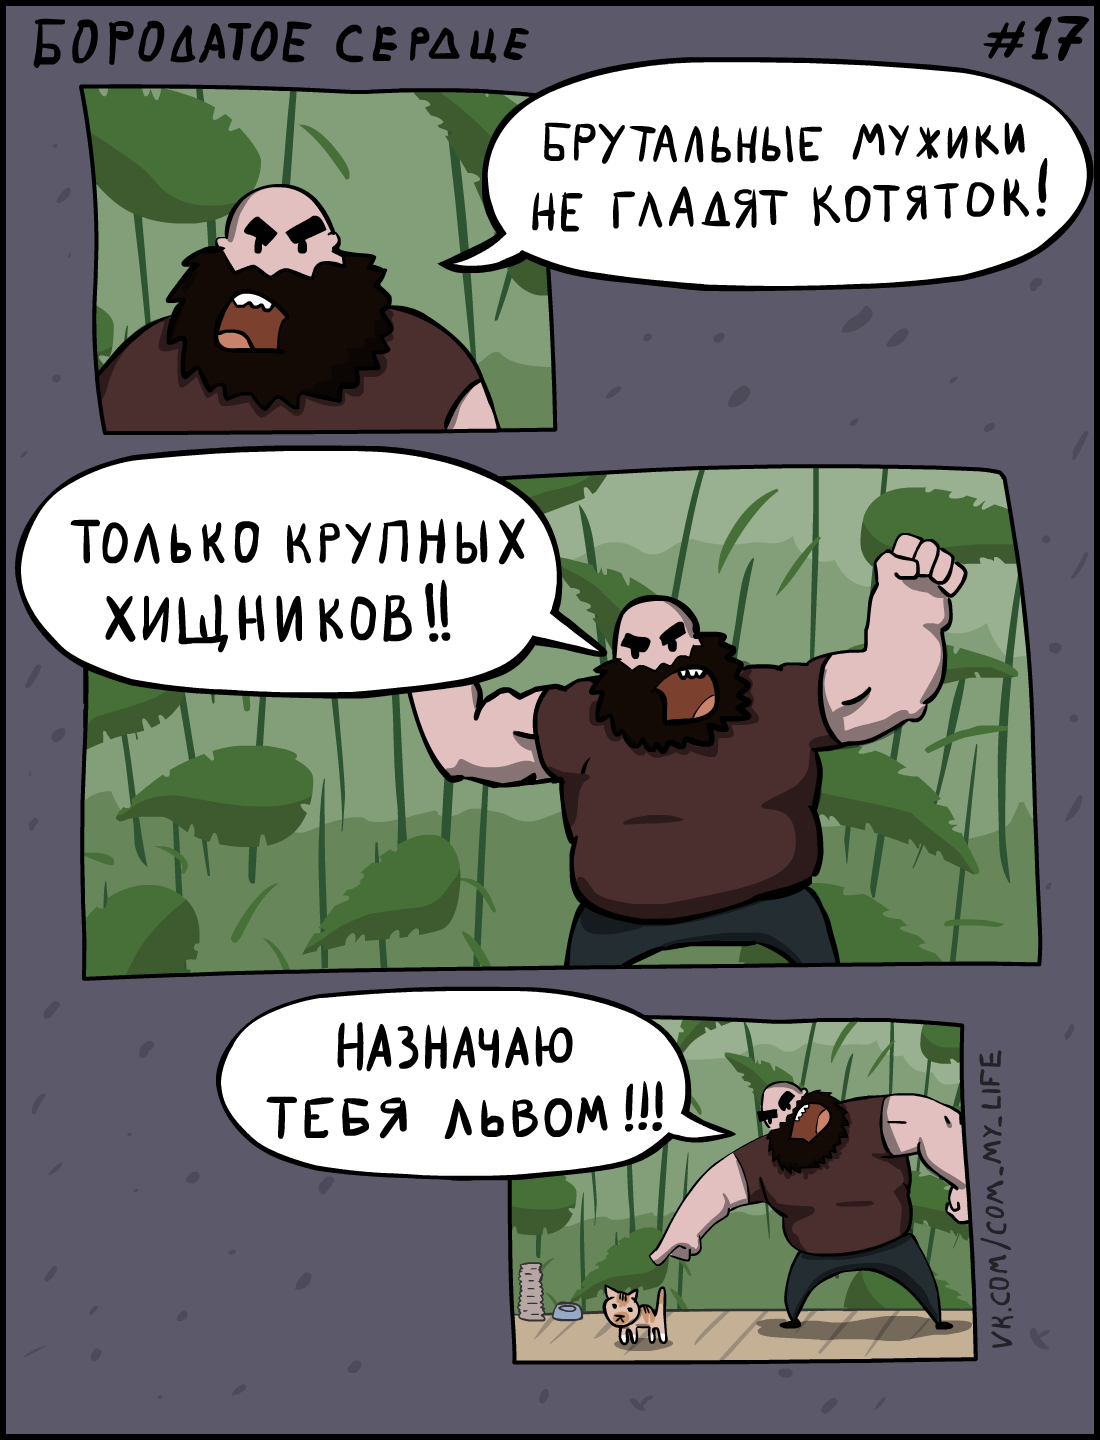 БОРОДАТОЕ СЕРДЦЕ
#17
БРУТАЛЬНЫЕ МУЖИКИ
НЕ ГЛАДЯТ КОТЯТОК!
ТОЛЬКО КРУПНЫХ
ХИЩНИКОВ!!
НАЗНАЧАЮ
ТЕБЯ ЛЬВОМ!!!
VK.COM/COM_MY_LIFE